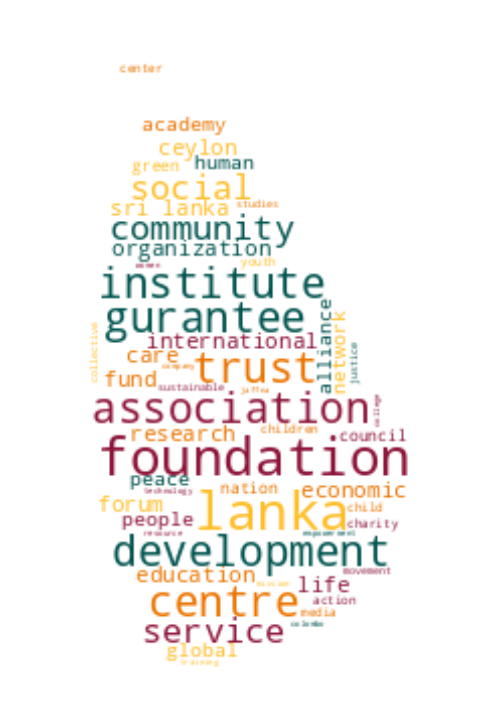 center
academy
ceylon
green human
social
sri lanka studies
community
organization
women youth
institute
gurantee
international
alliance
network
collective
justice
care
company
trust
fund
sustainable jaffna
association
college
research children council
foundation
peace
technology nation economic
forum lanka child
people charity
resource empowerment
development
education movement
mission life
centre action
media
service colombo
global
training